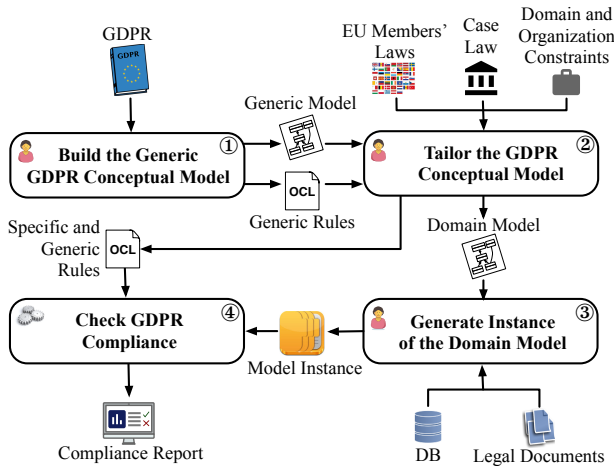 GDPR
GDPR
EU Members'
Laws
Case
Law
Domain and
Organization
Constraints
①
Build the Generic
GDPR Conceptual Model
Generic Model
OCL
Generic Rules
②
Tailor the GDPR
Conceptual Model
Specific and
Generic
Rules
OCL
Domain Model
④
Check GDPR
Compliance
Model Instance
③
Generate Instance
of the Domain Model
Compliance Report
DB
Legal Documents